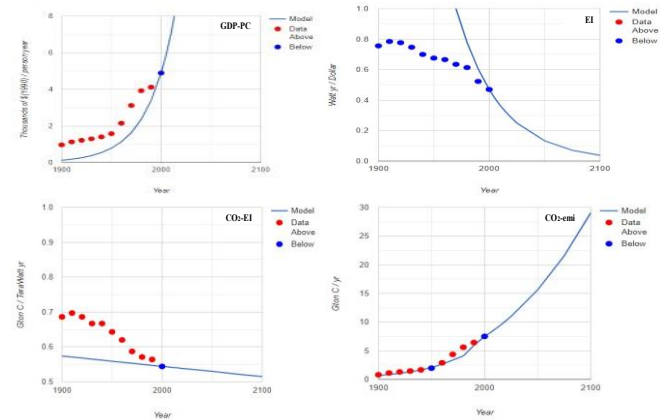 GDP-PC
8
6
4
2
0
1900 2000 2100
Year
Thousands of $(1990) / person/year
Model
Data
Above
Below
EI
1.0
0.8
0.6
0.4
0.2
0.0
1900 2000 2100
Year
Watt yr / Dollar
Model
Data
Above
Below
CO₂-EI
1.0
0.9
0.8
0.7
0.6
0.5
1900 2000 2100
Year
Gton C / TeraWatt yr
Model
Data
Above
Below
CO₂-emi
30
25
20
15
10
5
0
1900 2000 2100
Year
Gton C / yr
Model
Data
Above
Below